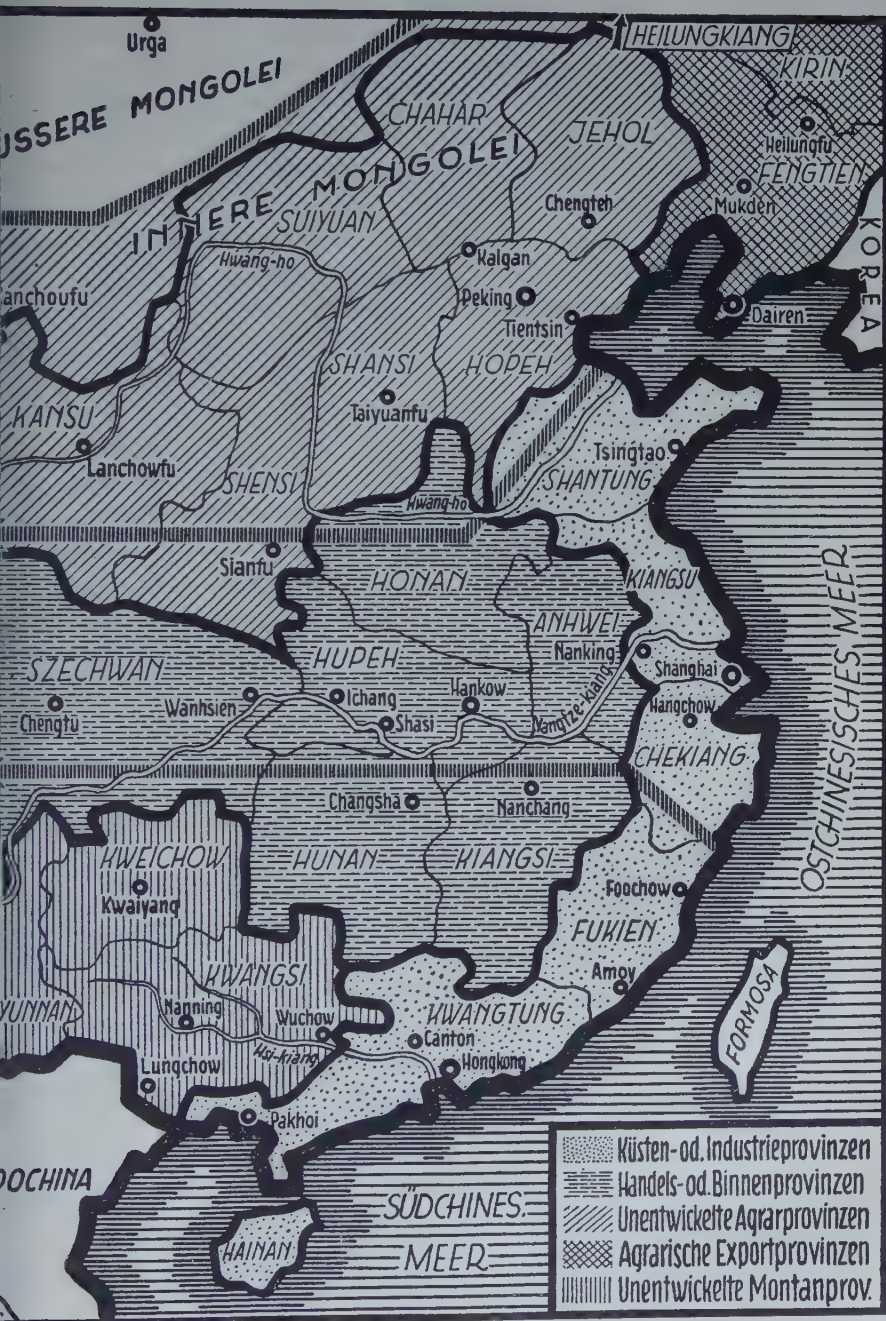 Urga
HEILUNGKIANG
KIRIN
USSERE MONGOLEI
CHAHAR
JEHOL
Heilungfu
FENGTIEN
INNERE MONGOLEI
SUIYUAN
Chengteh
Mukden
KOREA
Hwang-ho
Kalgan
anchoufu
Peking
Dairen
Tientsin
SHANSI
HOPEH
KANSU
Taiyuanfu
Lanchowfu
Tsingtao
SHENSI
SHANTUNG
Hwang-ho
Sianfu
HONAN
KIANGSU
ANHWEI
Nanking
SZECHWAN
HUPEH
Shanghai
Chengtu
Wanhsien
Ichang
Hankow
Shasi
Yangtze-Kiang
Hangchow
CHEKIANG
OSTCHINESISCHES MEER
Changsha
Nanchang
KWEICHOW
HUNAN
KIANGSI
Kwaiyang
Foochow
FUKIEN
KWANGSI
Amoy
YUNNAN
Nanning
Wuchow
KWANGTUNG
Canton
FORMOSA
Hsi-kiang
Lungchow
Hongkong
Pakhoi
DOCHINA
SÜDCHINES.
MEER
HAINAN
Küsten-od. Industrieprovinzen
Handels-od. Binnenprovinzen
Unentwickelte Agrarprovinzen
Agrarische Exportprovinzen
Unentwickelte Montanprov.